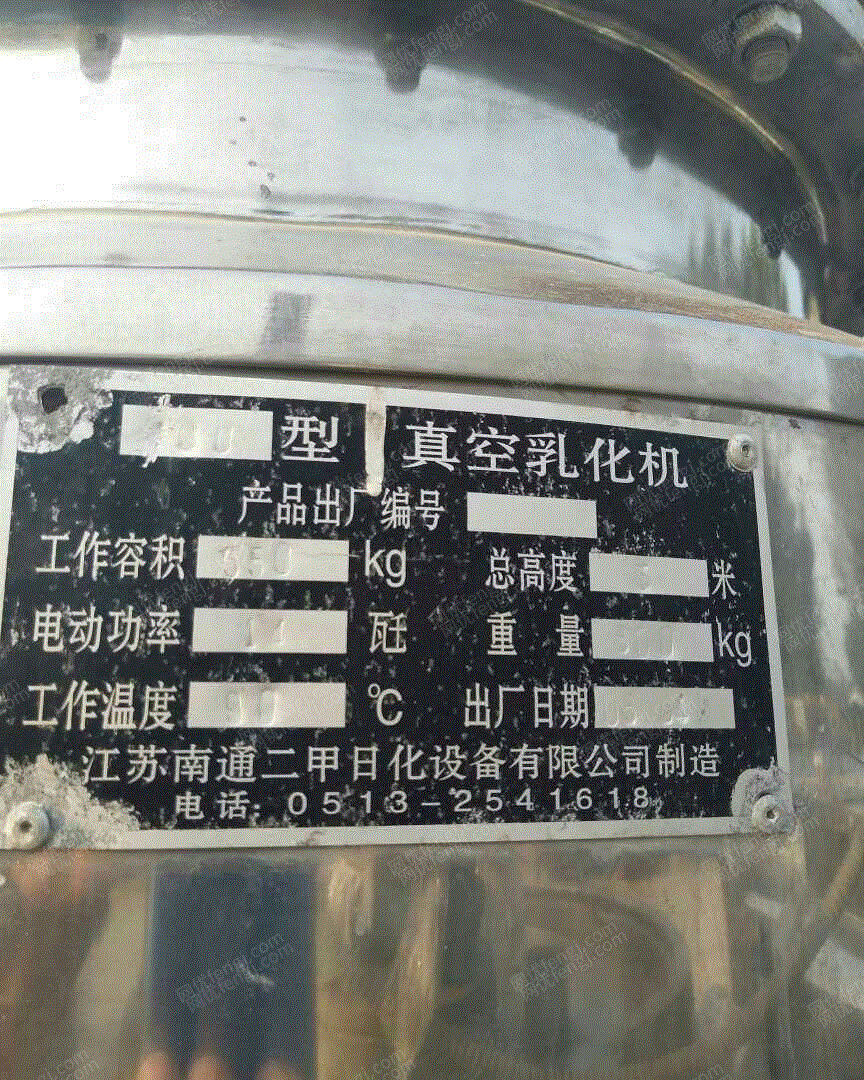 型 真空乳化机
产品出厂编号
工作容积 350 kg 总高度 米
电动功率 瓩 重量 kg
工作温度 90 ℃ 出厂日期
江苏南通二甲日化设备有限公司制造
电话:0513-2541618